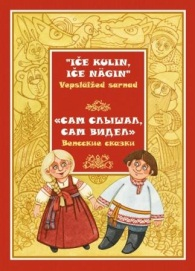 "IČE KULIN,
IČE NÄGIN"
Vepsläižed sarnad
«САМ СЛЫШАЛ,
САМ ВИДЕЛ»
Вепсские сказки